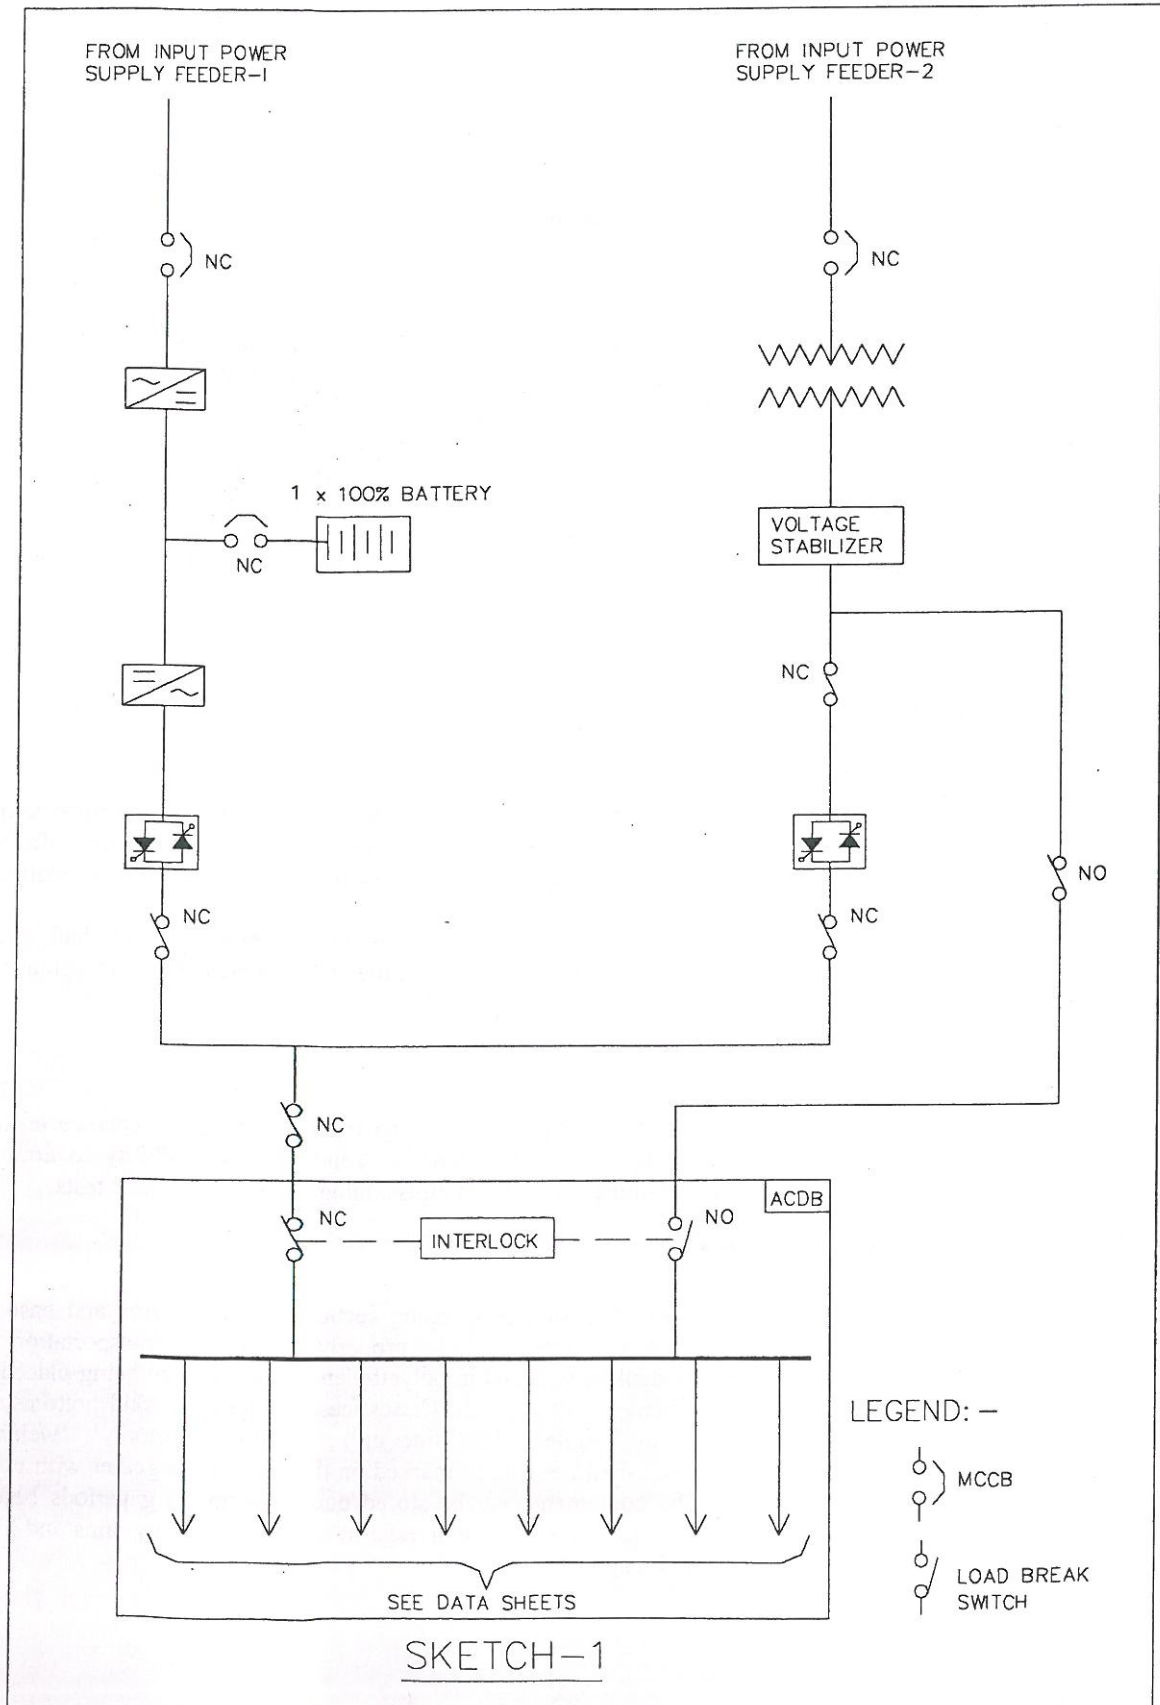 FROM INPUT POWER
SUPPLY FEEDER-1
FROM INPUT POWER
SUPPLY FEEDER-2
NC
NC
1 x 100% BATTERY
NC
VOLTAGE
STABILIZER
NC
NO
NC
NC
NC
ACDB
NC
INTERLOCK
NO
SEE DATA SHEETS
LEGEND: -
MCCB
LOAD BREAK
SWITCH
SKETCH-1